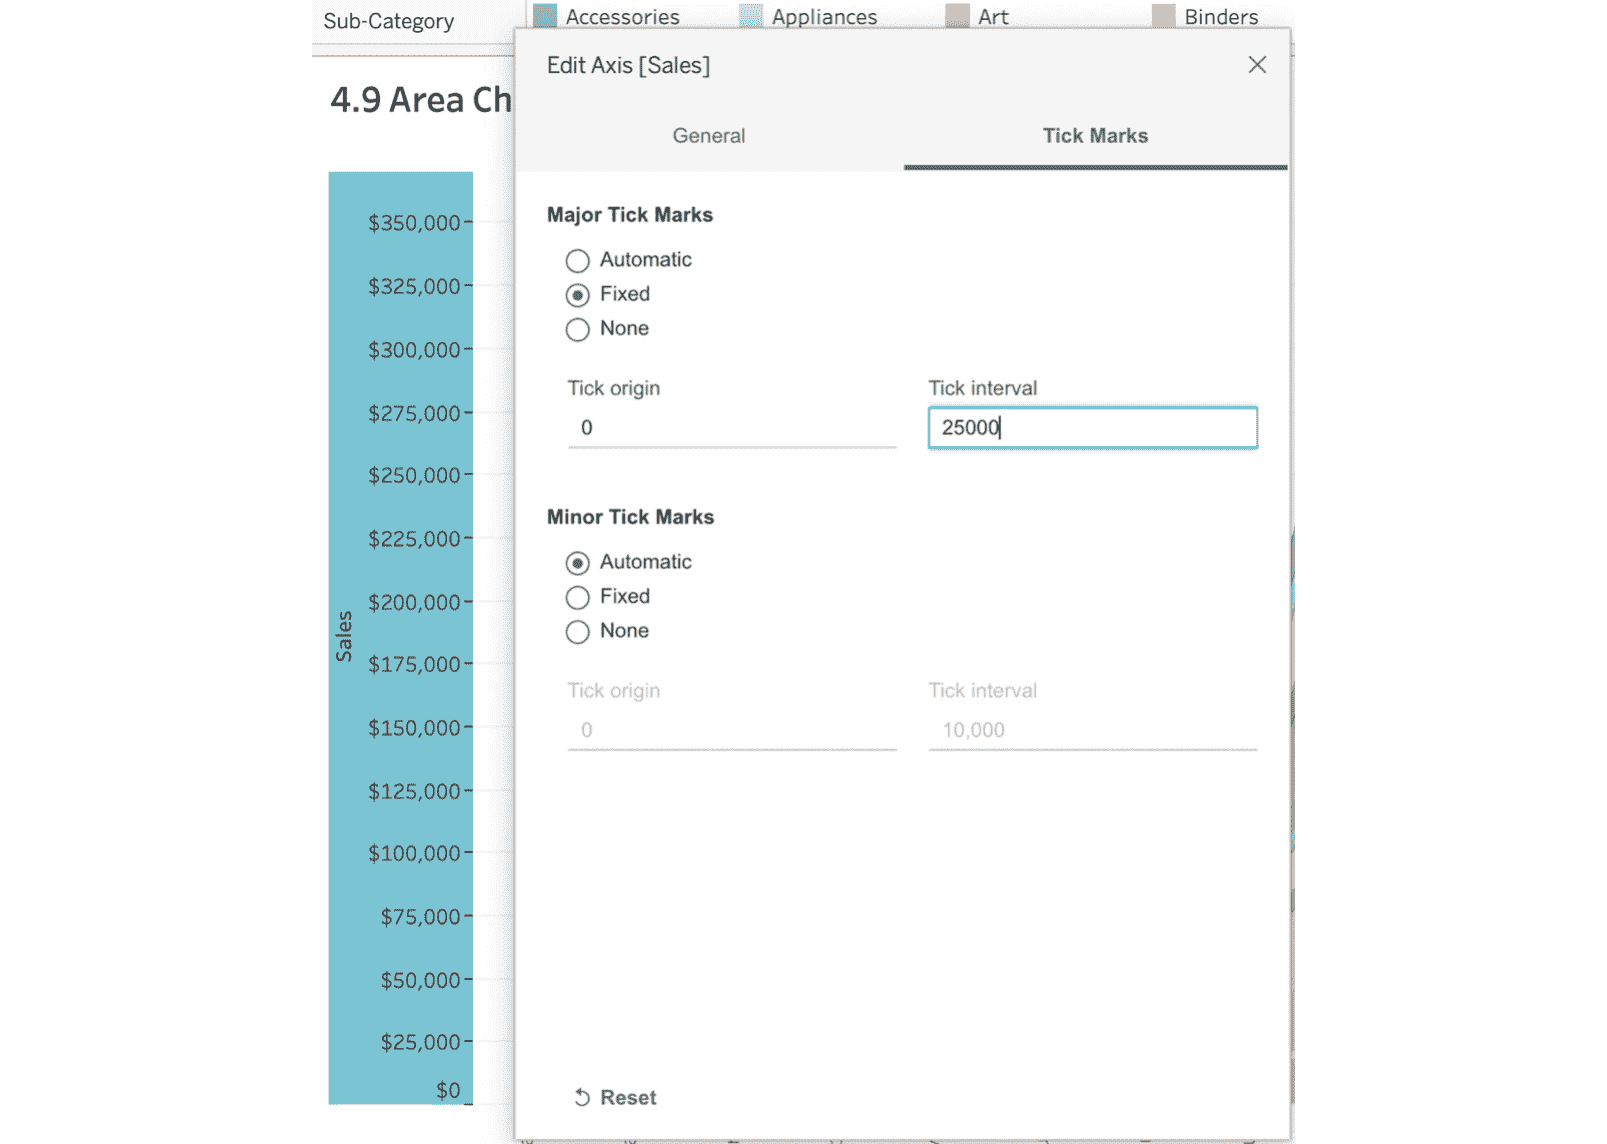 Sub-Category
Accessories
Appliances
Art
Binders
4.9 Area Ch
Edit Axis [Sales]
General
Tick Marks
Major Tick Marks
Automatic
Fixed
None
Tick origin
Tick interval
0
25000
Minor Tick Marks
Automatic
Fixed
None
Tick origin
Tick interval
0
10,000
Reset
Sales
$350,000
$325,000
$300,000
$275,000
$250,000
$225,000
$200,000
$175,000
$150,000
$125,000
$100,000
$75,000
$50,000
$25,000
$0